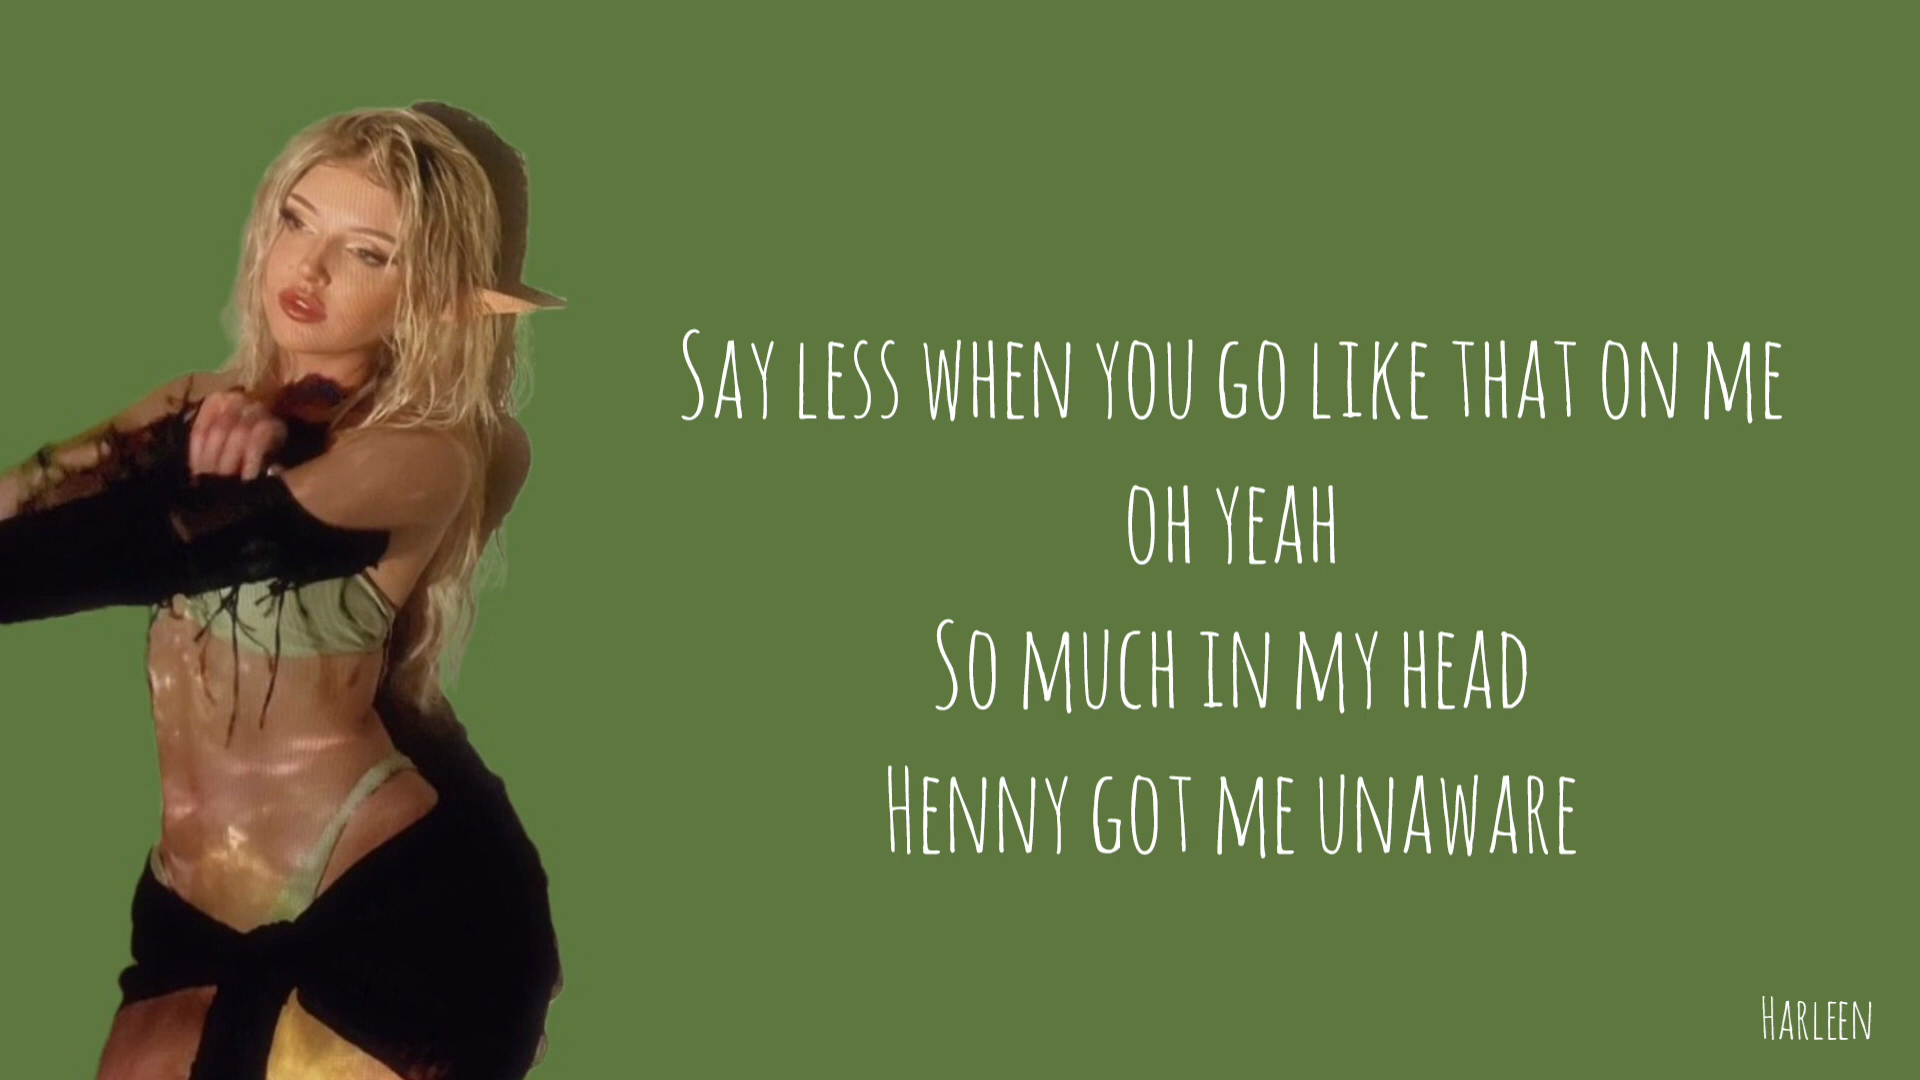 Say less when you go like that on me
oh yeah
So much in my head
Henny got me unaware
Harleen